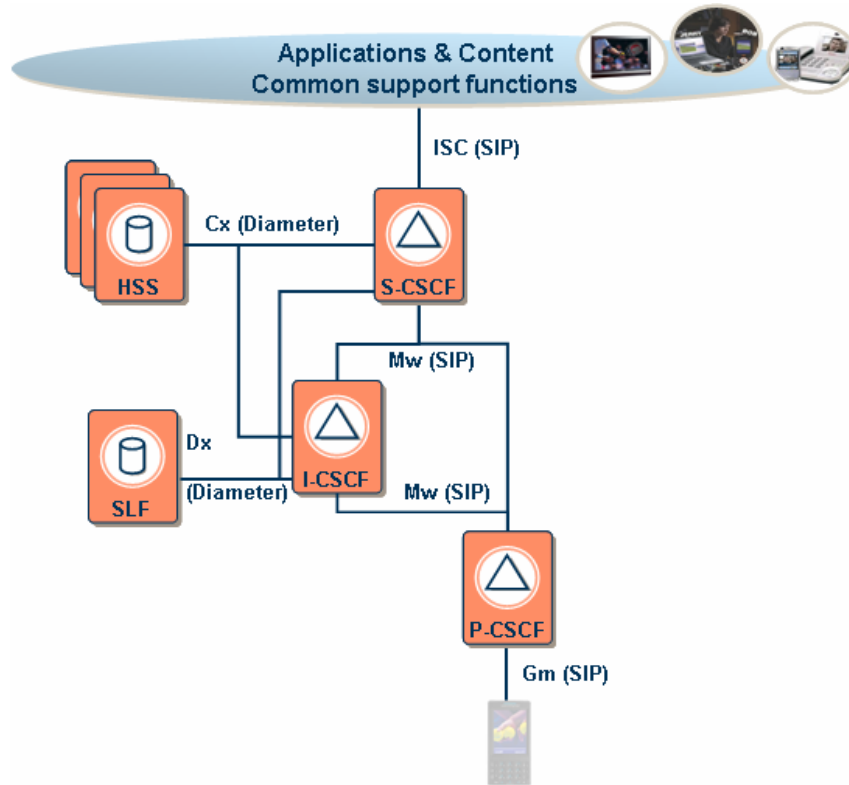 Applications & Content
Common support functions
ISC (SIP)
Cx (Diameter)
HSS
S-CSCF
Mw (SIP)
Dx
(Diameter)
I-CSCF
Mw (SIP)
SLF
P-CSCF
Gm (SIP)